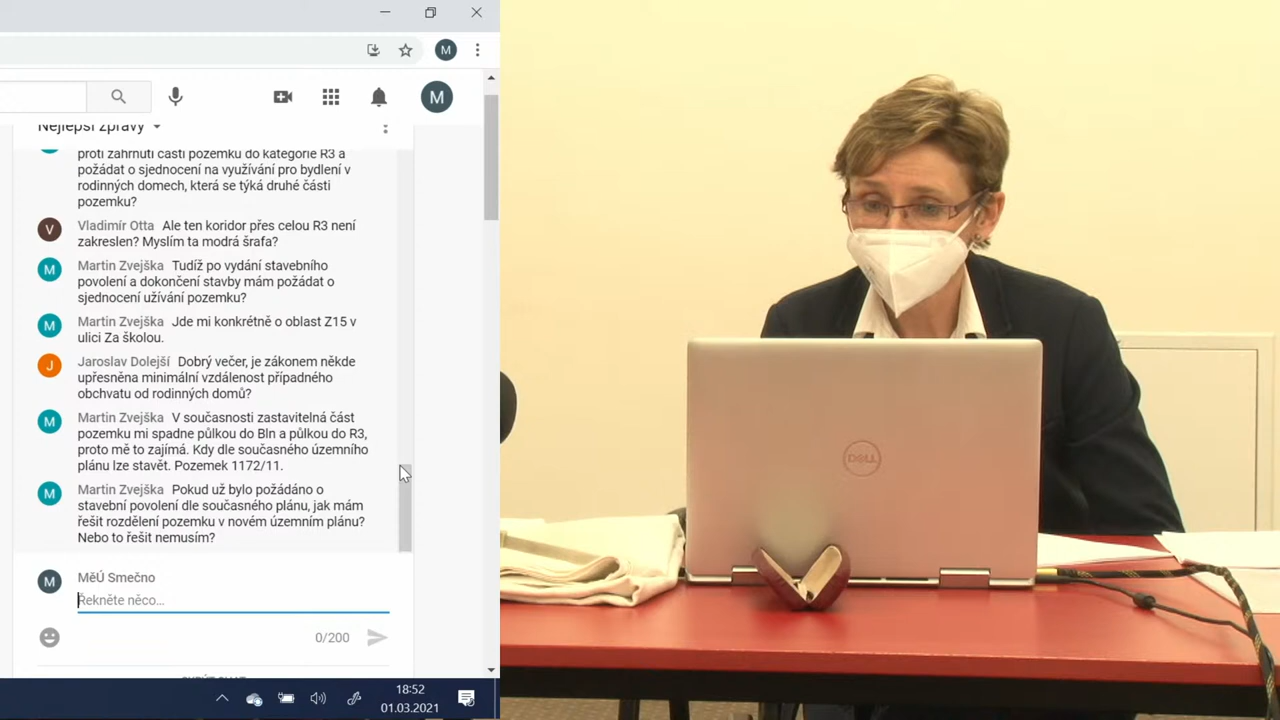 M
M
Nejlepší zprávy
proti zahrnutí části pozemku do kategorie R3 a
požádat o sjednocení na využívání pro bydlení v
rodinných domech, která se týká druhé části
pozemku?
V
Vladimír Otta Ale ten koridor přes celou R3 není
zakreslen? Myslím ta modrá šrafa?
M
Martin Zvejška Tudíž po vydání stavebního
povolení a dokončení stavby mám požádat o
sjednocení užívání pozemku?
M
Martin Zvejška Jde mi konkrétně o oblast Z15 v
ulici Za školou.
J
Jaroslav Dolejší Dobrý večer, je zákonem někde
upřesněna minimální vzdálenost případného
obchvatu od rodinných domů?
M
Martin Zvejška V současnosti zastavitelná část
pozemku mi spadne půlkou do BIn a půlkou do R3,
proto mě to zajímá. Kdy dle současného územního
plánu lze stavět. Pozemek 1172/11.
M
Martin Zvejška Pokud už bylo požádáno o
stavební povolení dle současného plánu, jak mám
řešit rozdělení pozemku v novém územním plánu?
Nebo to řešit nemusím?
M
MěÚ Smečno
Řekněte něco...
0/200
18:52
01.03.2021
DELL